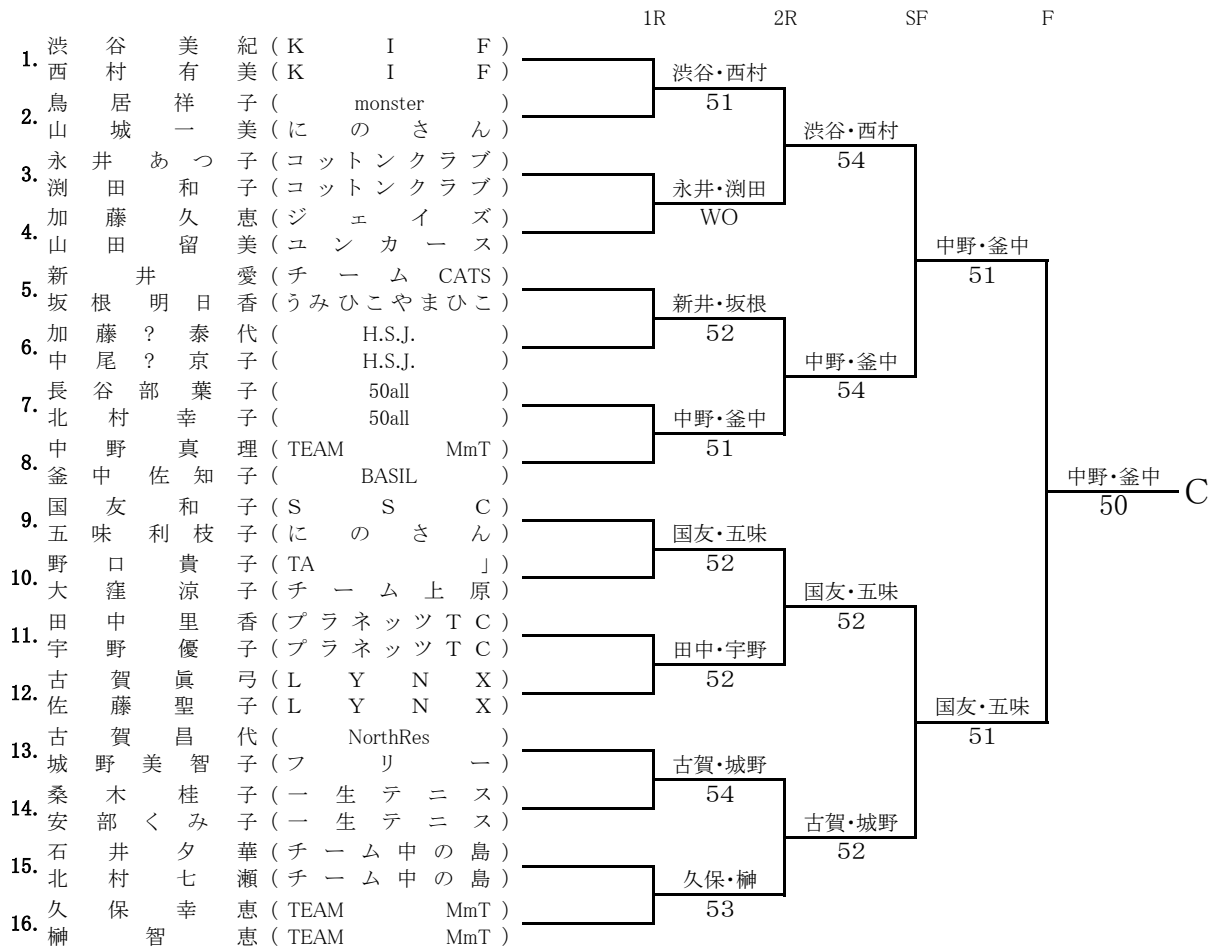 1R 2R SF F
1. 渋谷美紀 (KIF)
西村有美 (KIF)
渋谷・西村
51
2. 鳥居祥子 (monster)
山城一美 (にのさん)
渋谷・西村
54
3. 永井あつ子 (コットンクラブ)
渕田和子 (コットンクラブ)
永井・渕田
WO
4. 加藤久恵 (ジェイズ)
山田留美 (ユンカース)
中野・釜中
51
5. 新井愛 (チームCATS)
坂根明日香 (うみひこやまひこ)
新井・坂根
52
6. 加藤?泰代 (H.S.J.)
中尾?京子 (H.S.J.)
中野・釜中
54
7. 長谷部葉子 (50all)
北村幸子 (50all)
中野・釜中
51
8. 中野真理 (TEAM MmT)
釜中佐知子 (BASIL)
中野・釜中
50
C
9. 国友和子 (SSC)
五味利枝子 (にのさん)
国友・五味
52
10. 野口貴子 (TA」)
大窪涼子 (チーム上原)
国友・五味
52
11. 田中里香 (プラネッツTC)
宇野優子 (プラネッツTC)
田中・宇野
52
12. 古賀眞弓 (LYNX)
佐藤聖子 (LYNX)
国友・五味
51
13. 古賀昌代 (NorthRes)
城野美智子 (フリー)
古賀・城野
54
14. 桑木桂子 (一生テニス)
安部くみ子 (一生テニス)
古賀・城野
52
15. 石井夕華 (チーム中の島)
北村七瀬 (チーム中の島)
久保・榊
53
16. 久保幸恵 (TEAM MmT)
榊智恵 (TEAM MmT)